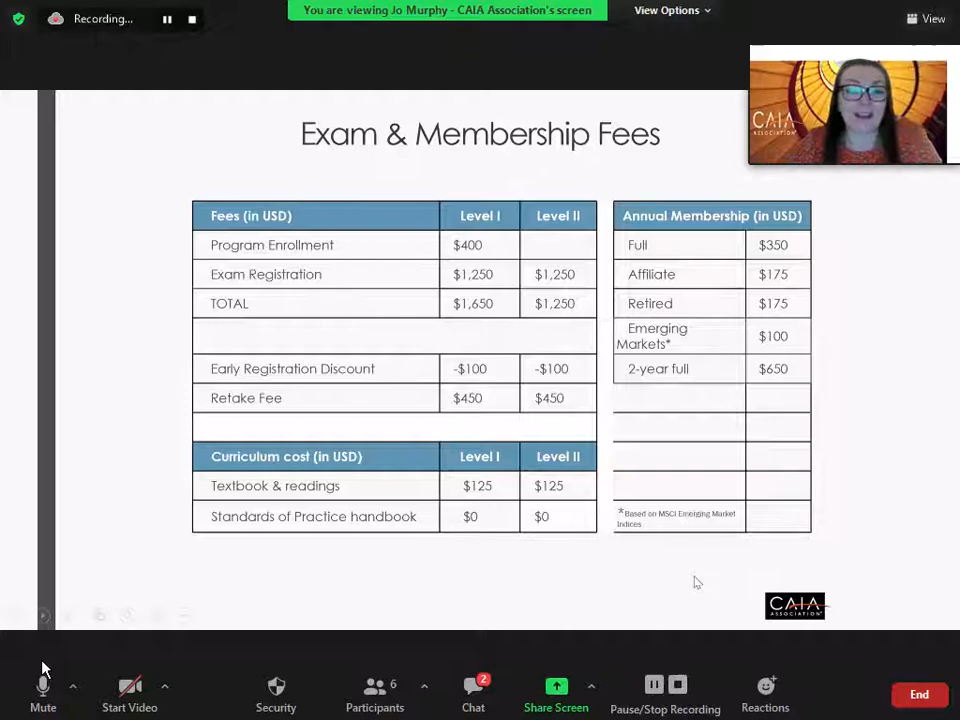 Recording...
You are viewing Jo Murphy - CAIA Association's screen
View Options
View
CAIA
ASSOCIATION
Exam & Membership Fees
Fees (in USD) Level I Level II
Program Enrollment $400
Exam Registration $1,250 $1,250
TOTAL $1,650 $1,250
Early Registration Discount -$100 -$100
Retake Fee $450 $450
Curriculum cost (in USD) Level I Level II
Textbook & readings $125 $125
Standards of Practice handbook $0 $0
Annual Membership (in USD)
Full $350
Affiliate $175
Retired $175
Emerging
Markets* $100
2-year full $650
*Based on MSCI Emerging Market
Indices
CAIA
ASSOCIATION
Mute
Start Video
Security
6
Participants
2
Chat
Share Screen
Pause/Stop Recording
Reactions
End